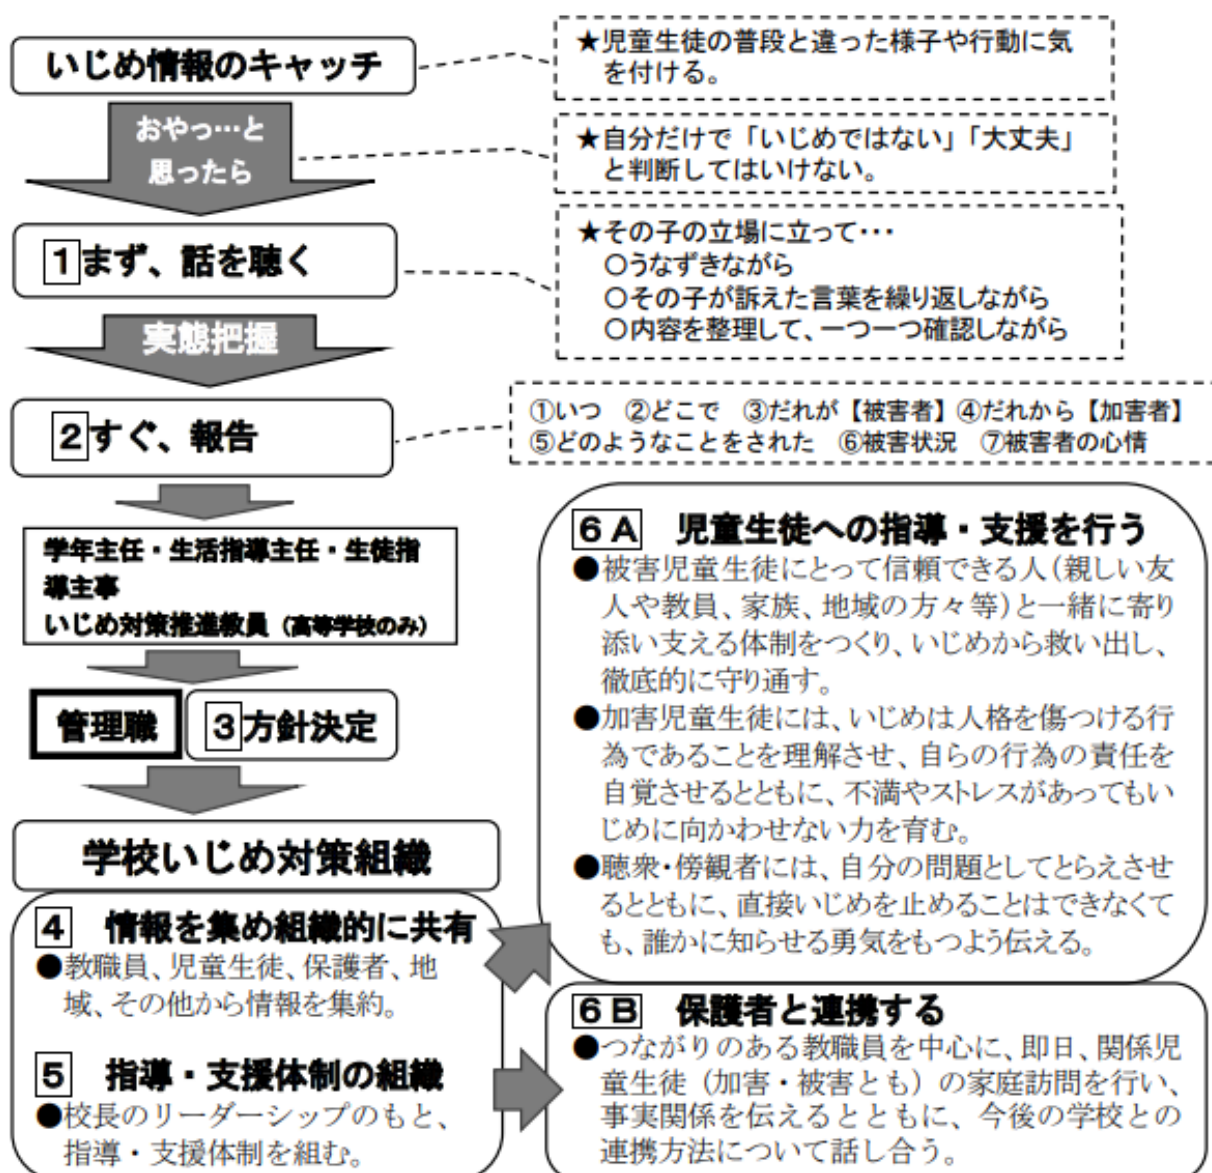 いじめ情報のキャッチ
★児童生徒の普段と違った様子や行動に気
を付ける。
おやっ…と
思ったら
★自分だけで「いじめではない」「大丈夫」
と判断してはいけない。
1 まず、話を聴く
★その子の立場に立って･･･
○うなずきながら
○その子が訴えた言葉を繰り返しながら
○内容を整理して、一つ一つ確認しながら
実態把握
2 すぐ、報告
①いつ ②どこで ③だれが【被害者】④だれから【加害者】
⑤どのようなことをされた ⑥被害状況 ⑦被害者の心情
学年主任・生活指導主任・生徒指
導主事
いじめ対策推進教員（高等学校のみ）
管理職
3 方針決定
学校いじめ対策組織
4 情報を集め組織的に共有
●教職員、児童生徒、保護者、地
域、その他から情報を集約。
5 指導・支援体制の組織
●校長のリーダーシップのもと、
指導・支援体制を組む。
6A 児童生徒への指導・支援を行う
●被害児童生徒にとって信頼できる人(親しい友
人や教員、家族、地域の方々等)と一緒に寄り
添い支える体制をつくり、いじめから救い出し、
徹底的に守り通す。
●加害児童生徒には、いじめは人格を傷つける行
為であることを理解させ、自らの行為の責任を
自覚させるとともに、不満やストレスがあってもい
じめに向かわせない力を育む。
●聴衆・傍観者には、自分の問題としてとらえさせ
るとともに、直接いじめを止めることはできなくて
も、誰かに知らせる勇気をもつよう伝える。
6B 保護者と連携する
●つながりのある教職員を中心に、即日、関係児
童生徒（加害・被害とも）の家庭訪問を行い、
事実関係を伝えるとともに、今後の学校との
連携方法について話し合う。